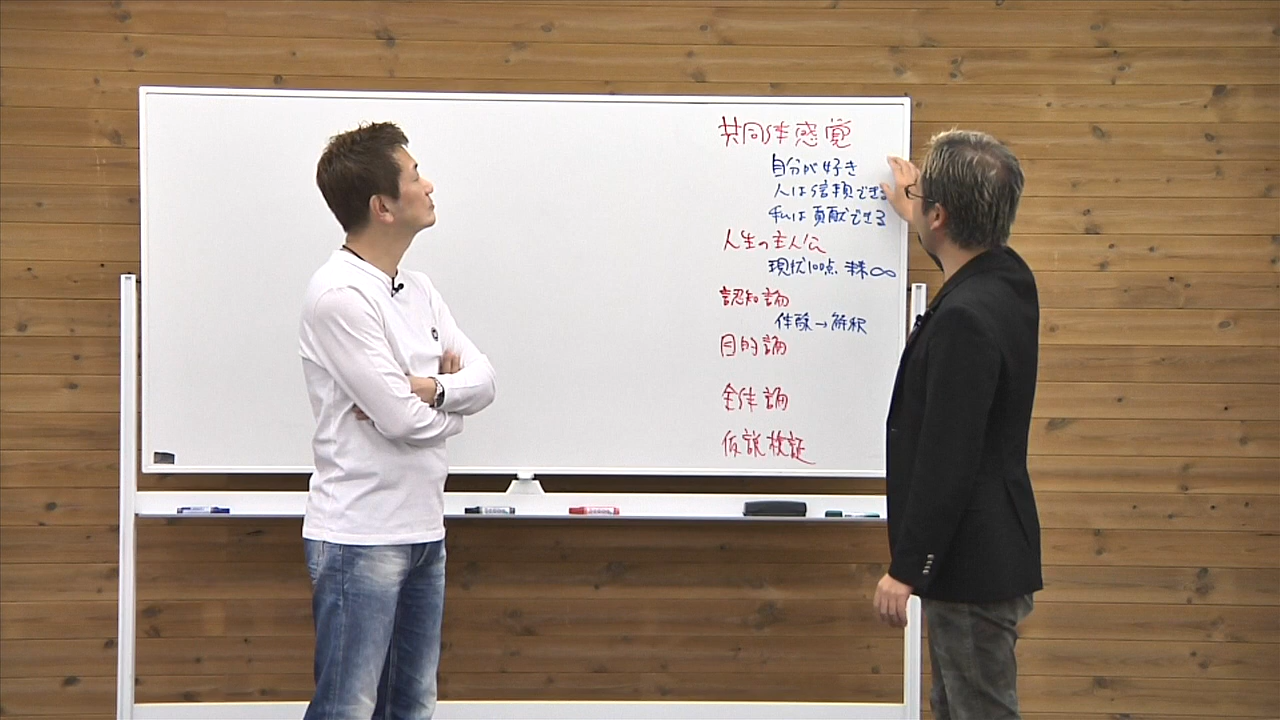 共同体感覚
自分が好き
人は信頼できる
私は貢献できる
人生の主人公
現状100点 未来∞
認知論
体験→解釈
目的論
全体論
仮説検証